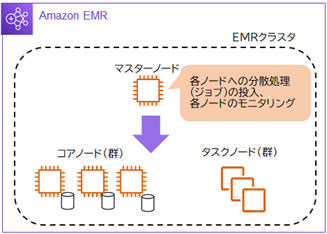 Amazon EMR
EMRクラスタ
マスターノード
各ノードへの分散処理
(ジョブ)の投入、
各ノードのモニタリング
コアノード(群)
タスクノード(群)